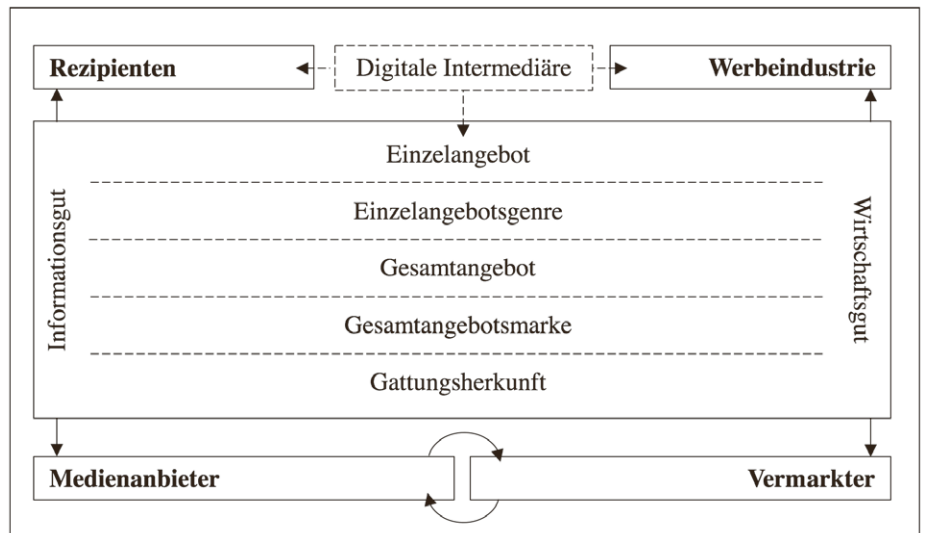 Rezipienten
Digitale Intermediäre
Werbeindustrie
Informationsgut
Einzelangebot
Einzelangebotsgenre
Gesamtangebot
Gesamtangebotsmarke
Gattungsherkunft
Wirtschaftsgut
Medienanbieter
Vermarkter